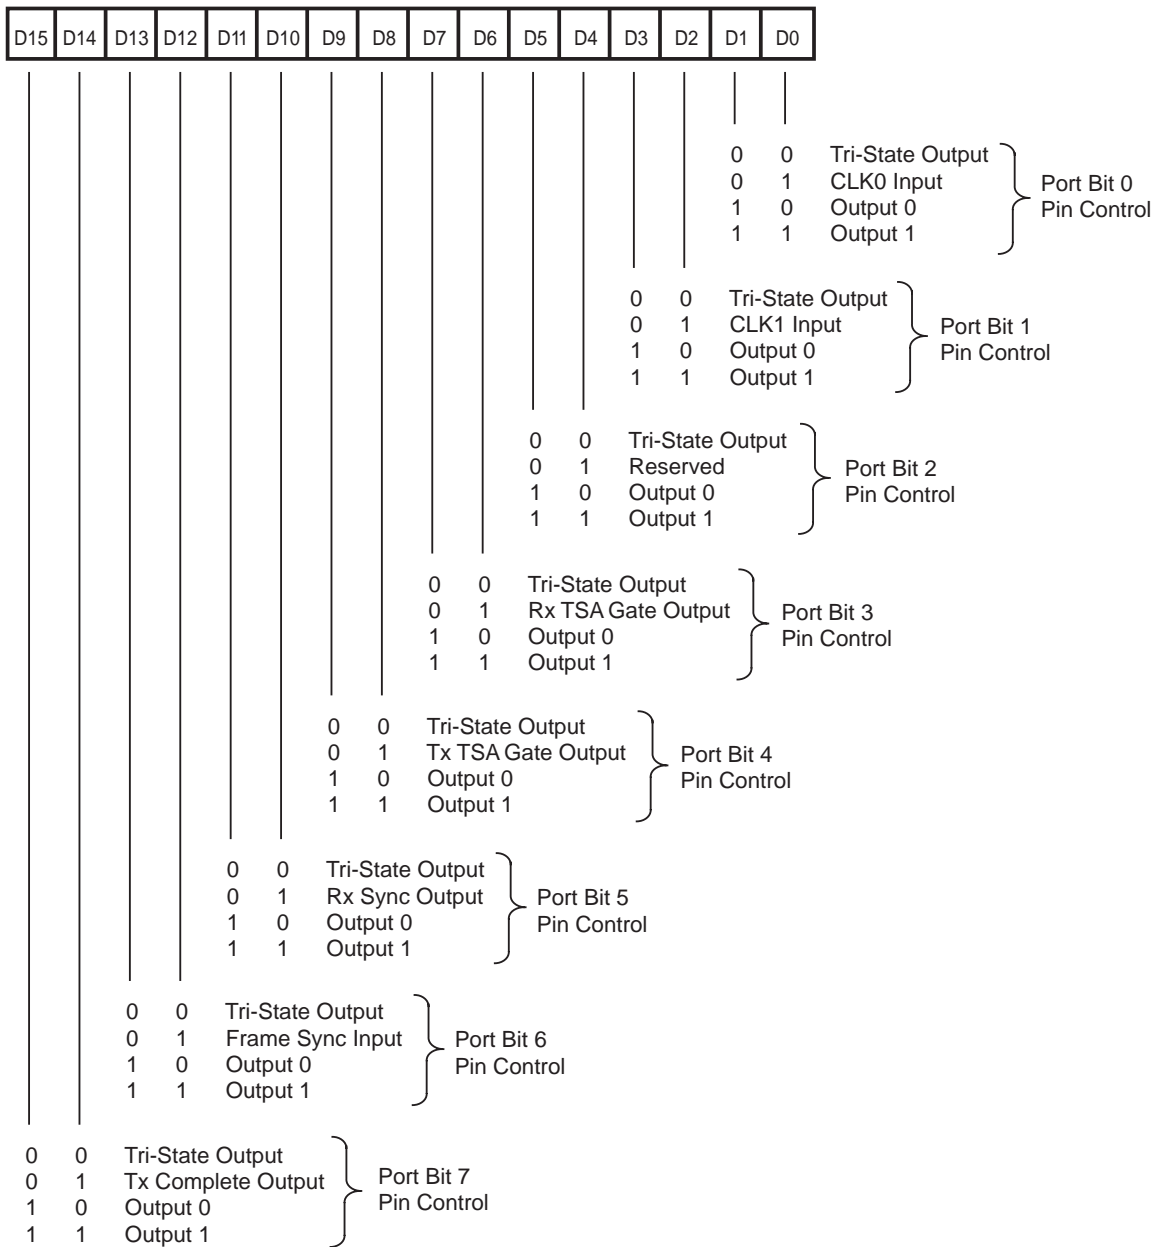 D15 D14 D13 D12 D11 D10 D9 D8 D7 D6 D5 D4 D3 D2 D1 D0
0 0 Tri-State Output
0 1 CLK0 Input
1 0 Output 0
1 1 Output 1
Port Bit 0
Pin Control
0 0 Tri-State Output
0 1 CLK1 Input
1 0 Output 0
1 1 Output 1
Port Bit 1
Pin Control
0 0 Tri-State Output
0 1 Reserved
1 0 Output 0
1 1 Output 1
Port Bit 2
Pin Control
0 0 Tri-State Output
0 1 Rx TSA Gate Output
1 0 Output 0
1 1 Output 1
Port Bit 3
Pin Control
0 0 Tri-State Output
0 1 Tx TSA Gate Output
1 0 Output 0
1 1 Output 1
Port Bit 4
Pin Control
0 0 Tri-State Output
0 1 Rx Sync Output
1 0 Output 0
1 1 Output 1
Port Bit 5
Pin Control
0 0 Tri-State Output
0 1 Frame Sync Input
1 0 Output 0
1 1 Output 1
Port Bit 6
Pin Control
0 0 Tri-State Output
0 1 Tx Complete Output
1 0 Output 0
1 1 Output 1
Port Bit 7
Pin Control